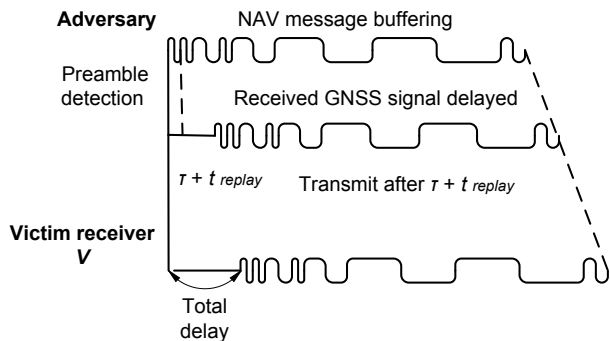 Adversary
NAV message buffering
Preamble
detection
Received GNSS signal delayed
τ + t replay
Transmit after τ + t replay
Victim receiver
V
Total
delay